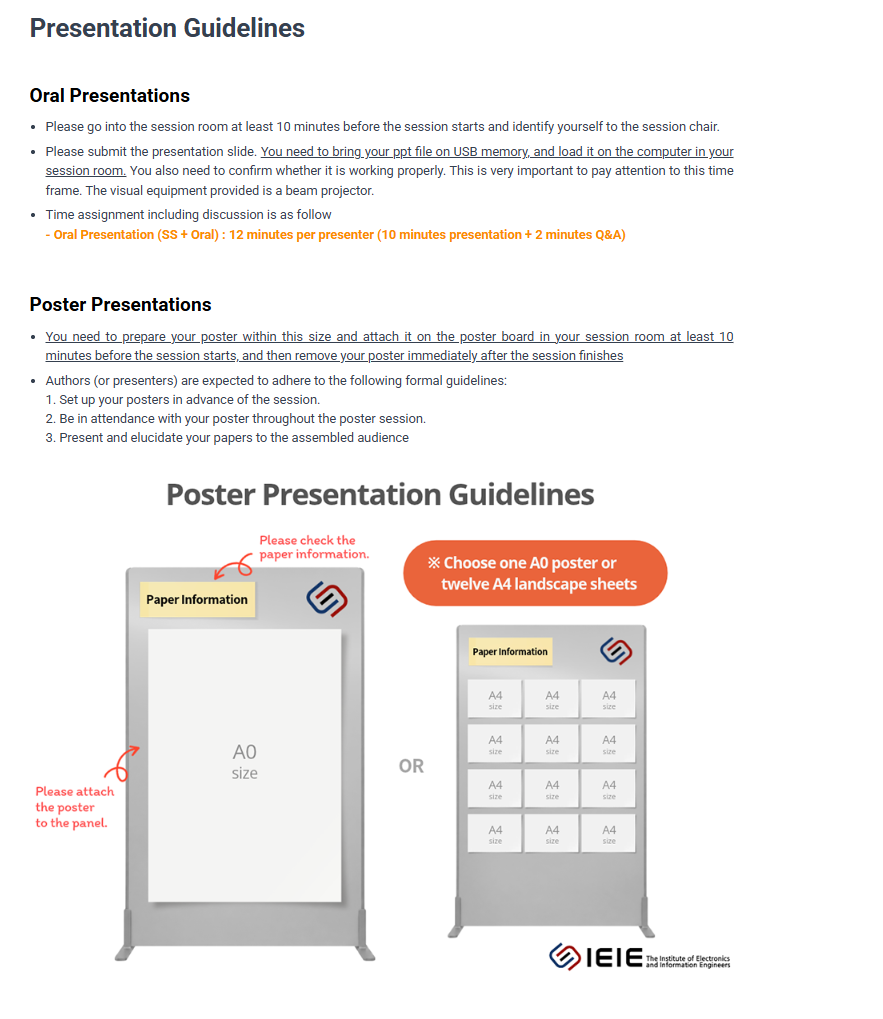 Presentation Guidelines
Oral Presentations
• Please go into the session room at least 10 minutes before the session starts and identify yourself to the session chair.
• Please submit the presentation slide. You need to bring your ppt file on USB memory, and load it on the computer in your
session room. You also need to confirm whether it is working properly. This is very important to pay attention to this time
frame. The visual equipment provided is a beam projector.
• Time assignment including discussion is as follow
- Oral Presentation (SS + Oral) : 12 minutes per presenter (10 minutes presentation + 2 minutes Q&A)
Poster Presentations
• You need to prepare your poster within this size and attach it on the poster board in your session room at least 10
minutes before the session starts, and then remove your poster immediately after the session finishes
• Authors (or presenters) are expected to adhere to the following formal guidelines:
1. Set up your posters in advance of the session.
2. Be in attendance with your poster throughout the poster session.
3. Present and elucidate your papers to the assembled audience
Poster Presentation Guidelines
Please check the
paper information.
Paper Information
A0
size
Please attach
the poster
to the panel.
OR
※ Choose one A0 poster or
twelve A4 landscape sheets
Paper Information
A4 A4 A4
size size size
A4 A4 A4
size size size
A4 A4 A4
size size size
A4 A4 A4
size size size
IEIE The Institute of Electronics
and Information Engineers